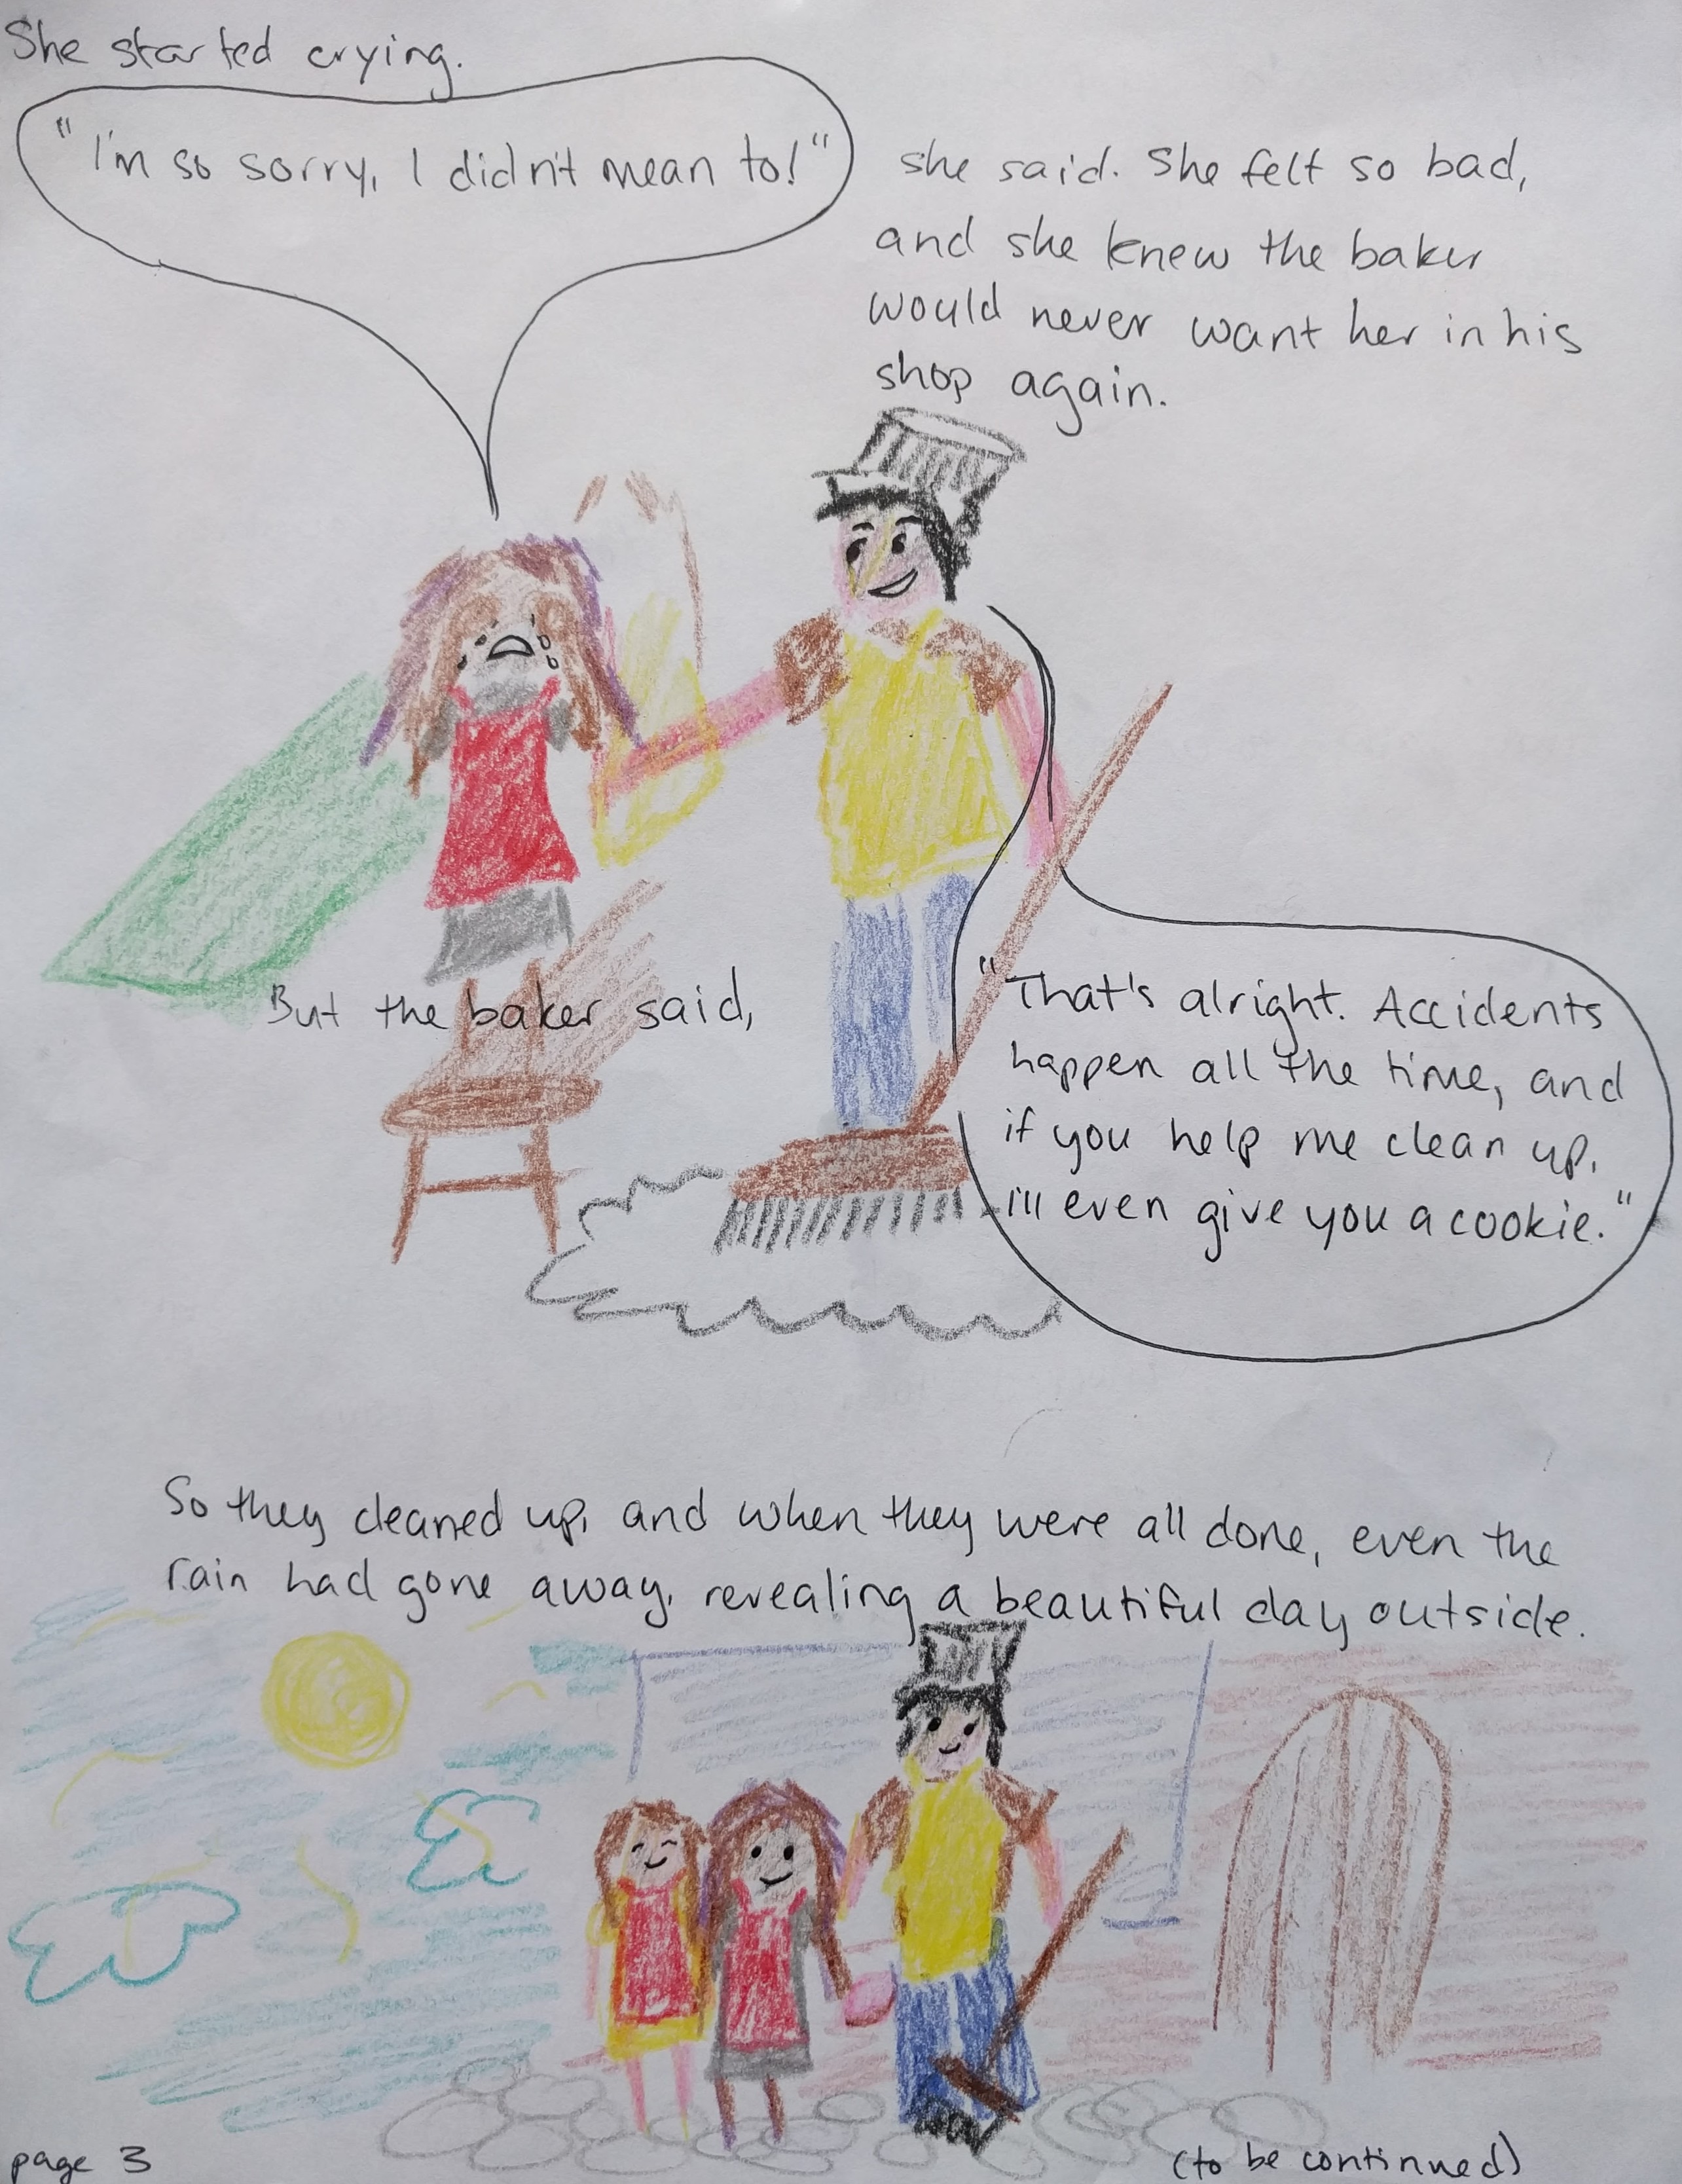 She started crying.
"I'm so sorry, I didn't mean to!"
she said. She felt so bad,
and she knew the baker
would never want her in his
shop again.
But the baker said,
"That's alright. Accidents
happen all the time, and
if you help me clean up,
I'll even give you a cookie."
So they cleaned up, and when they were all done, even the
rain had gone away, revealing a beautiful day outside.
page 3
(to be continued)